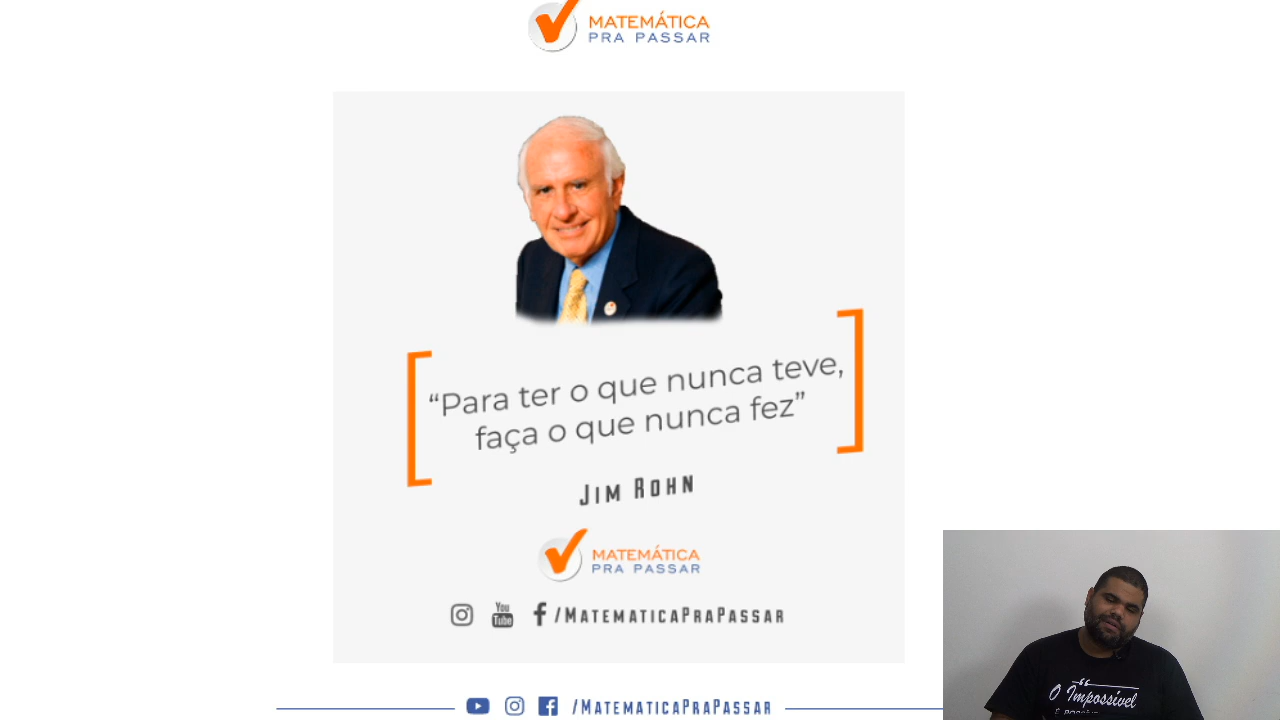 MATEMÁTICA
PRA PASSAR
“Para ter o que nunca teve,
faça o que nunca fez”
JIM ROHN
MATEMÁTICA
PRA PASSAR
You
Tube
/MATEMATICAPRAPASSAR
/MATEMATICAPRAPASSAR
O Impossível
É